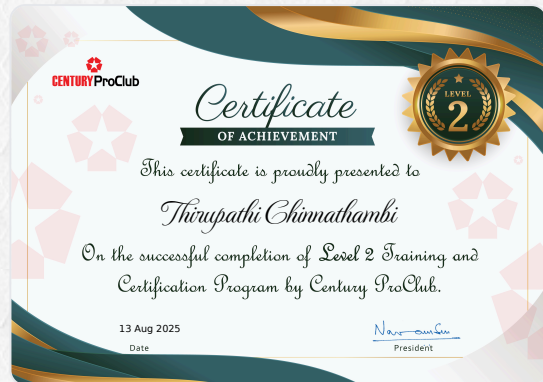 CENTURY ProClub
Certificate
OF ACHIEVEMENT
LEVEL
2
This certificate is proudly presented to
Thirupathi Chinnathambi
On the successful completion of Level 2 Training and
Certification Program by Century ProClub.
13 Aug 2025
Date
President